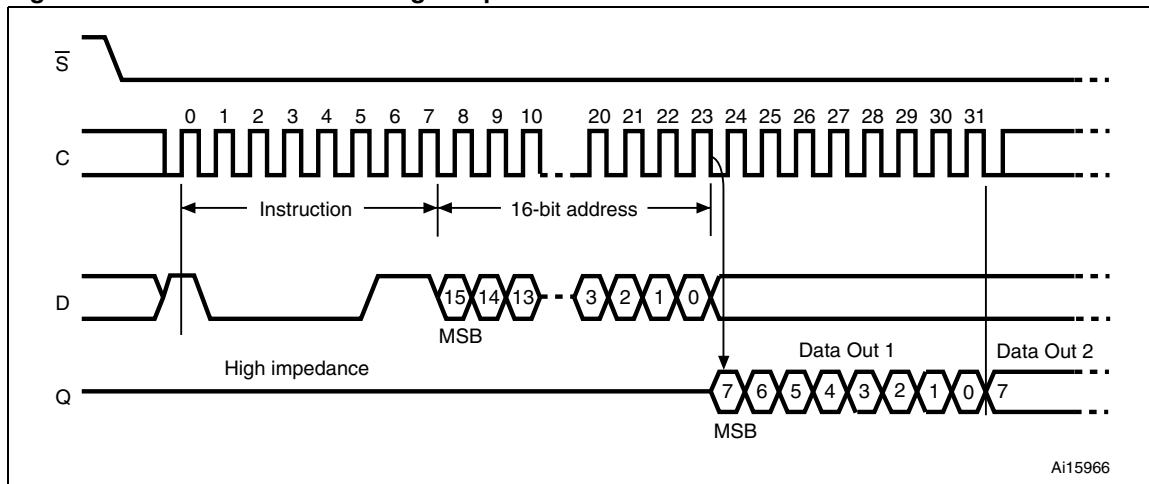 S
0 1 2 3 4 5 6 7 8 9 10 20 21 22 23 24 25 26 27 28 29 30 31
C
Instruction 16-bit address
D
15 14 13 3 2 1 0
MSB
High impedance
Data Out 1 Data Out 2
Q
7 6 5 4 3 2 1 0 7
MSB
Ai15966